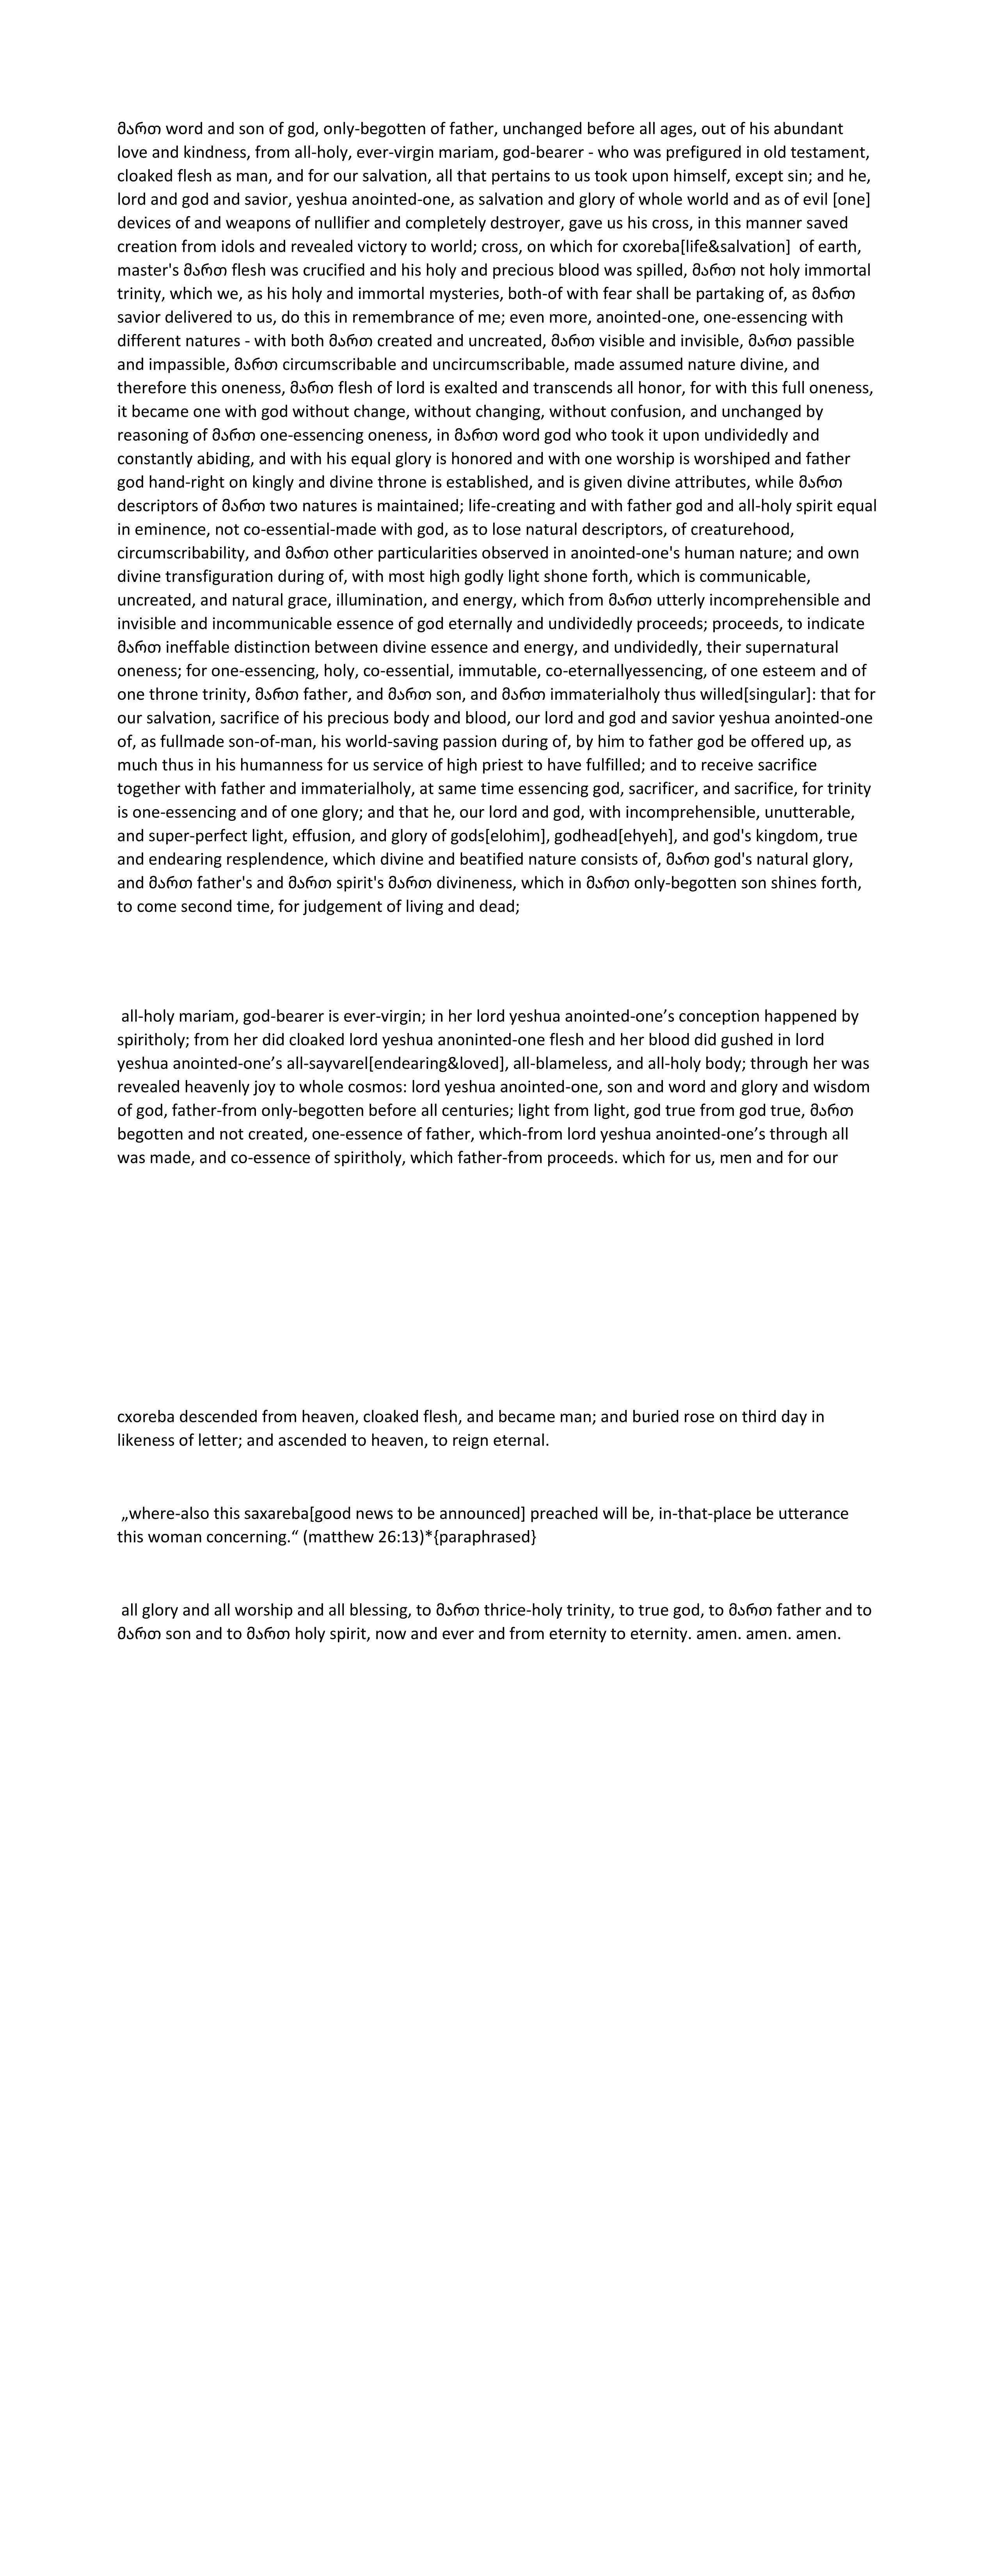 მართ word and son of god, only-begotten of father, unchanged before all ages, out of his abundant
love and kindness, from all-holy, ever-virgin mariam, god-bearer - who was prefigured in old testament,
cloaked flesh as man, and for our salvation, all that pertains to us took upon himself, except sin; and he,
lord and god and savior, yeshua anointed-one, as salvation and glory of whole world and as of evil [one]
devices of and weapons of nullifier and completely destroyer, gave us his cross, in this manner saved
creation from idols and revealed victory to world; cross, on which for cxoreba[life&salvation]  of earth,
master's მართ flesh was crucified and his holy and precious blood was spilled, მართ not holy immortal
trinity, which we, as his holy and immortal mysteries, both-of with fear shall be partaking of, as მართ
savior delivered to us, do this in remembrance of me; even more, anointed-one, one-essencing with
different natures - with both მართ created and uncreated, მართ visible and invisible, მართ passible
and impassible, მართ circumscribable and uncircumscribable, made assumed nature divine, and
therefore this oneness, მართ flesh of lord is exalted and transcends all honor, for with this full oneness,
it became one with god without change, without changing, without confusion, and unchanged by
reasoning of მართ one-essencing oneness, in მართ word god who took it upon undividedly and
constantly abiding, and with his equal glory is honored and with one worship is worshiped and father
god hand-right on kingly and divine throne is established, and is given divine attributes, while მართ
descriptors of მართ two natures is maintained; life-creating and with father god and all-holy spirit equal
in eminence, not co-essential-made with god, as to lose natural descriptors, of creaturehood,
circumscribability, and მართ other particularities observed in anointed-one's human nature; and own
divine transfiguration during of, with most high godly light shone forth, which is communicable,
uncreated, and natural grace, illumination, and energy, which from მართ utterly incomprehensible and
invisible and incommunicable essence of god eternally and undividedly proceeds; proceeds, to indicate
მართ ineffable distinction between divine essence and energy, and undividedly, their supernatural
oneness; for one-essencing, holy, co-essential, immutable, co-eternallyessencing, of one esteem and of
one throne trinity, მართ father, and მართ son, and მართ immaterialholy thus willed[singular]: that for
our salvation, sacrifice of his precious body and blood, our lord and god and savior yeshua anointed-one
of, as fullmade son-of-man, his world-saving passion during of, by him to father god be offered up, as
much thus in his humanness for us service of high priest to have fulfilled; and to receive sacrifice
together with father and immaterialholy, at same time essencing god, sacrificer, and sacrifice, for trinity
is one-essencing and of one glory; and that he, our lord and god, with incomprehensible, unutterable,
and super-perfect light, effusion, and glory of gods[elohim], godhead[ehyeh], and god's kingdom, true
and endearing resplendence, which divine and beatified nature consists of, მართ god's natural glory,
and მართ father's and მართ spirit's მართ divineness, which in მართ only-begotten son shines forth,
to come second time, for judgement of living and dead;
all-holy mariam, god-bearer is ever-virgin; in her lord yeshua anointed-one’s conception happened by
spiritholy; from her did cloaked lord yeshua anoninted-one flesh and her blood did gushed in lord
yeshua anointed-one’s all-sayvarel[endearing&loved], all-blameless, and all-holy body; through her was
revealed heavenly joy to whole cosmos: lord yeshua anointed-one, son and word and glory and wisdom
of god, father-from only-begotten before all centuries; light from light, god true from god true, მართ
begotten and not created, one-essence of father, which-from lord yeshua anointed-one’s through all
was made, and co-essence of spiritholy, which father-from proceeds. which for us, men and for our
cxoreba descended from heaven, cloaked flesh, and became man; and buried rose on third day in
likeness of letter; and ascended to heaven, to reign eternal.
„where-also this saxareba[good news to be announced] preached will be, in-that-place be utterance
this woman concerning.“ (matthew 26:13)*{paraphrased}
all glory and all worship and all blessing, to მართ thrice-holy trinity, to true god, to მართ father and to
მართ son and to მართ holy spirit, now and ever and from eternity to eternity. amen. amen. amen.